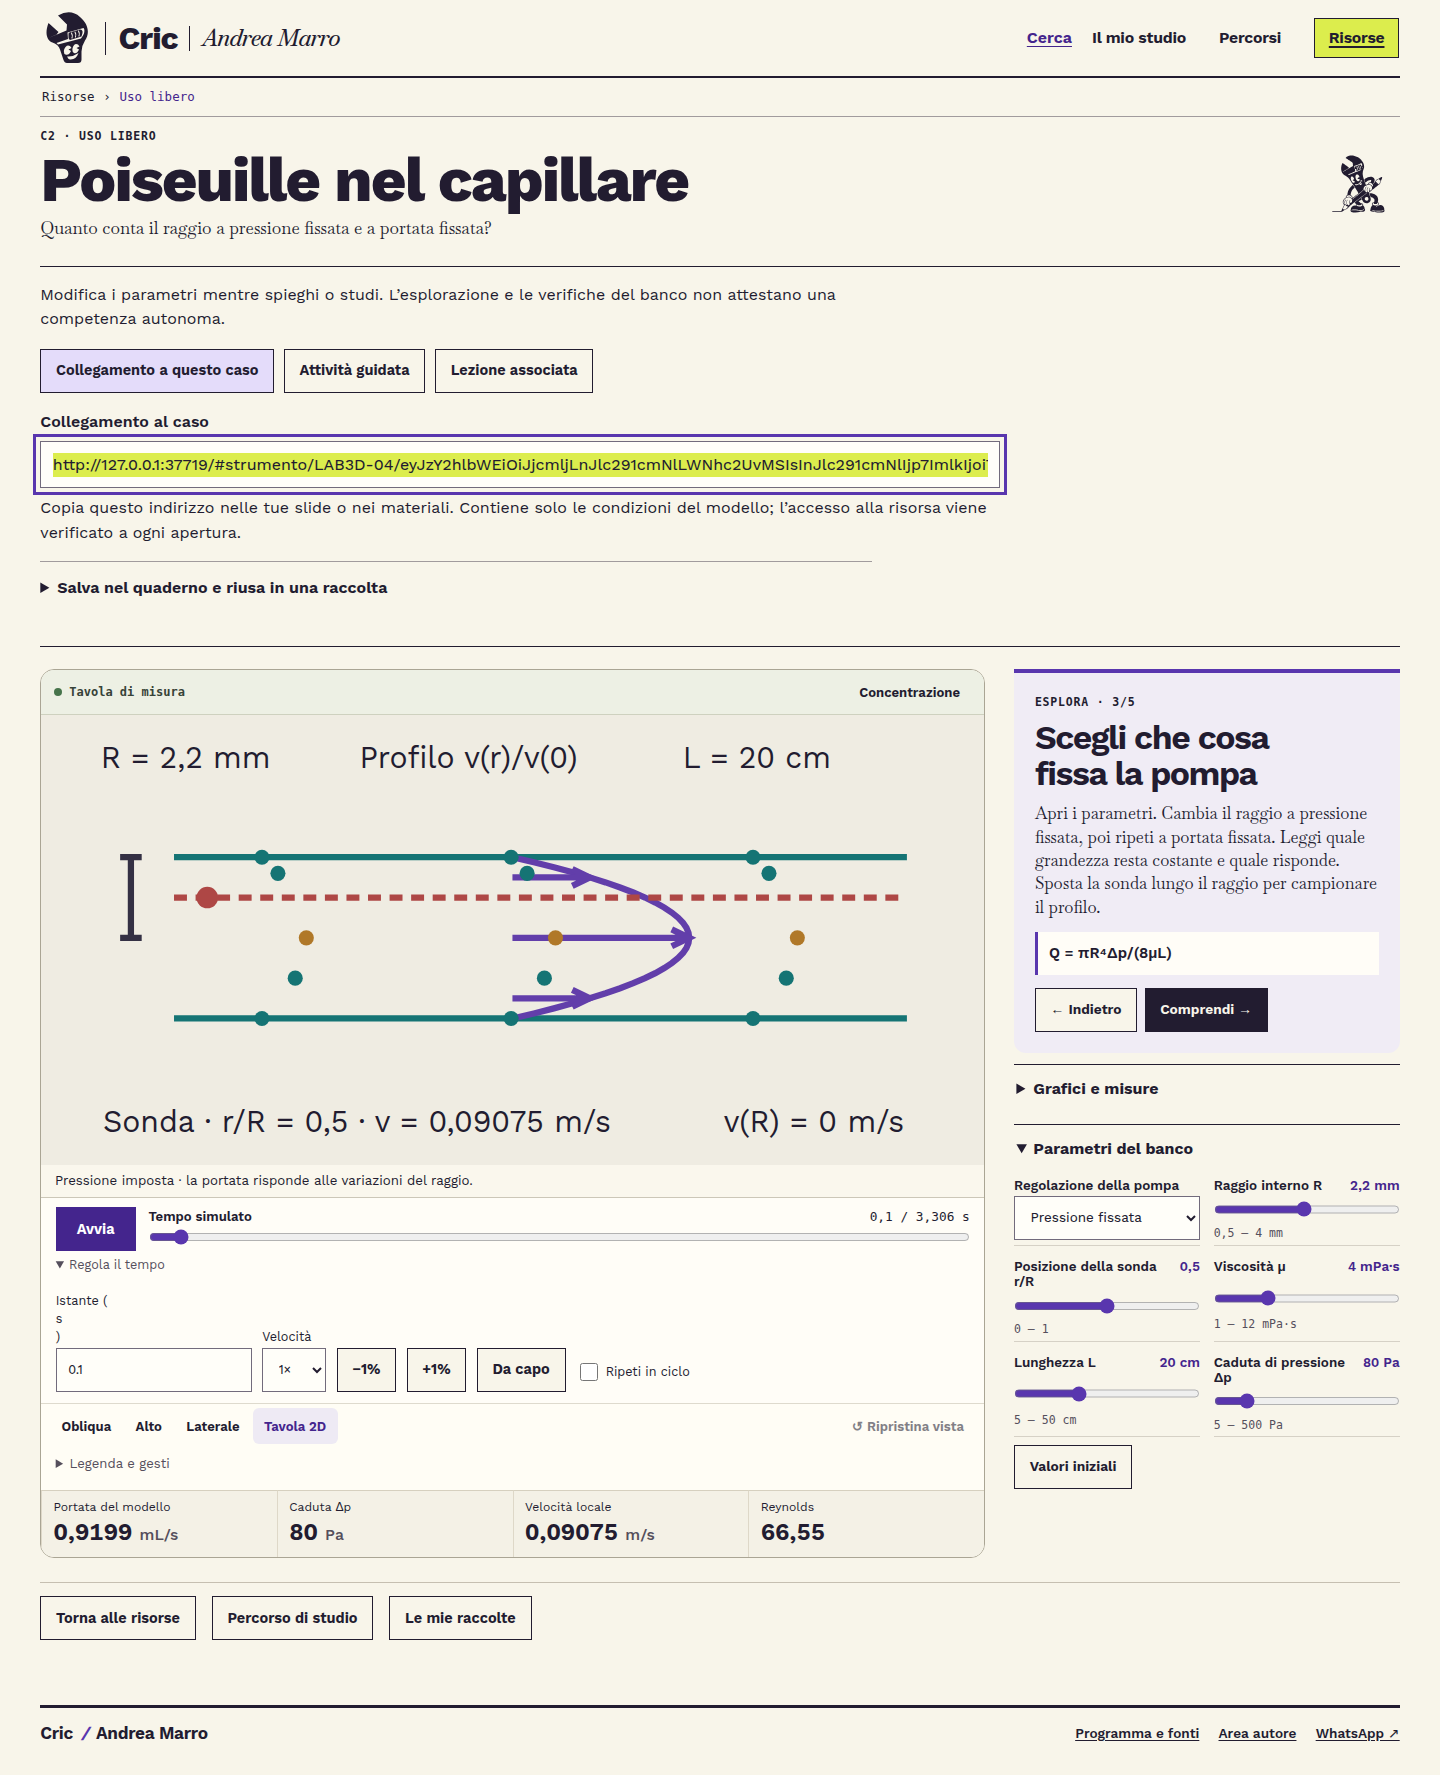 Cric
Andrea Marro
Cerca
Il mio studio
Percorsi
Risorse
Risorse › Uso libero
C2 · USO LIBERO
Poiseuille nel capillare
Quanto conta il raggio a pressione fissata e a portata fissata?
Modifica i parametri mentre spieghi o studi. L’esplorazione e le verifiche del banco non attestano una
competenza autonoma.
Collegamento a questo caso
Attività guidata
Lezione associata
Collegamento al caso
http://127.0.0.1:37719/#strumento/LAB3D-04/eyJzY2hlbWEiOiJjcmljLnJlc291cmNlLWNhc2UvMSIsInJlc291cmNlIjp7ImlkIjoi
Copia questo indirizzo nelle tue slide o nei materiali. Contiene solo le condizioni del modello; l’accesso alla risorsa viene
verificato a ogni apertura.
▶ Salva nel quaderno e riusa in una raccolta
Tavola di misura
Concentrazione
R = 2,2 mm
Profilo v(r)/v(0)
L = 20 cm
Sonda · r/R = 0,5 · v = 0,09075 m/s
v(R) = 0 m/s
Pressione imposta · la portata risponde alle variazioni del raggio.
Avvia
Tempo simulato
0,1 / 3,306 s
▼ Regola il tempo
Istante (
s
)
Velocità
0.1
1×
−1%
+1%
Da capo
Ripeti in ciclo
Obliqua
Alto
Laterale
Tavola 2D
↺ Ripristina vista
▶ Legenda e gesti
Portata del modello
0,9199 mL/s
Caduta Δp
80 Pa
Velocità locale
0,09075 m/s
Reynolds
66,55
ESPLORA · 3/5
Scegli che cosa
fissa la pompa
Apri i parametri. Cambia il raggio a pressione
fissata, poi ripeti a portata fissata. Leggi quale
grandezza resta costante e quale risponde.
Sposta la sonda lungo il raggio per campionare
il profilo.
Q = πR⁴Δp/(8μL)
← Indietro
Comprendi →
▶ Grafici e misure
▼ Parametri del banco
Regolazione della pompa
Pressione fissata
Raggio interno R
2,2 mm
0,5 — 4 mm
Posizione della sonda
r/R
0,5
0 — 1
Viscosità μ
4 mPa·s
1 — 12 mPa·s
Lunghezza L
20 cm
5 — 50 cm
Caduta di pressione
Δp
80 Pa
5 — 500 Pa
Valori iniziali
Torna alle risorse
Percorso di studio
Le mie raccolte
Cric / Andrea Marro
Programma e fonti
Area autore
WhatsApp ↗